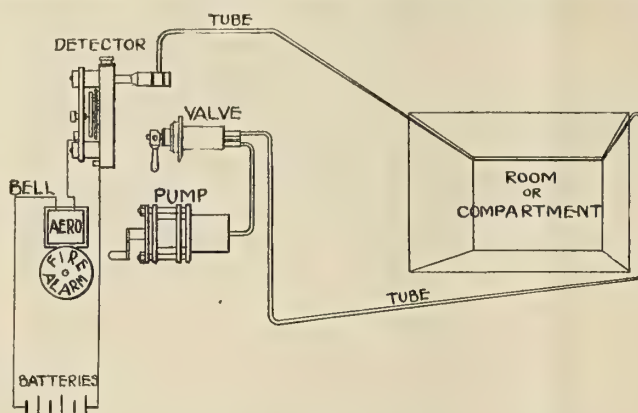 TUBE
DETECTOR
VALVE
BELL
PUMP
ROOM
OR
COMPARTMENT
AERO
FIRE
ALARM
TUBE
BATTERIES